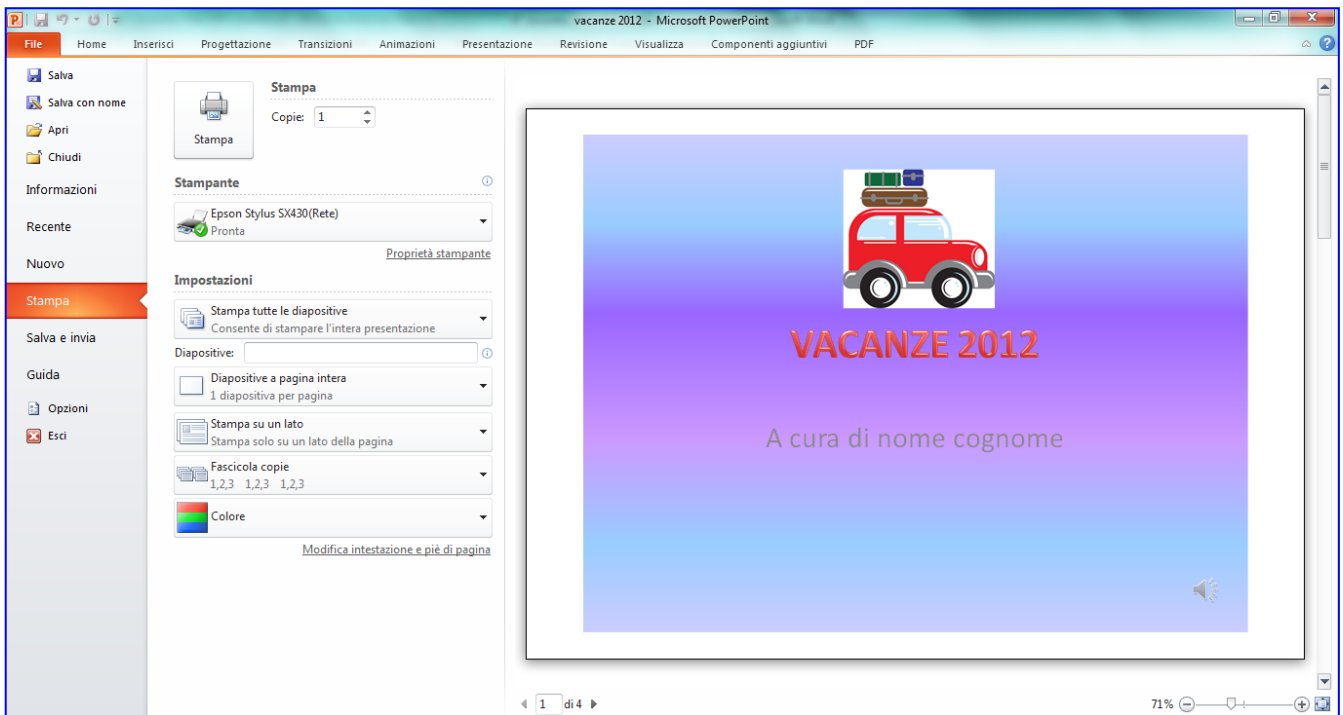 vacanze 2012 - Microsoft PowerPoint
File Home Inserisci Progettazione Transizioni Animazioni Presentazione Revisione Visualizza Componenti aggiuntivi PDF
Salva
Salva con nome
Apri
Chiudi
Informazioni
Recente
Nuovo
Stampa
Salva e invia
Guida
Opzioni
Esci
Stampa
Stampa
Copie: 1
Stampante
Epson Stylus SX430(Rete)
Pronta
Proprietà stampante
Impostazioni
Stampa tutte le diapositive
Consente di stampare l'intera presentazione
Diapositive:
Diapositive a pagina intera
1 diapositiva per pagina
Stampa su un lato
Stampa solo su un lato della pagina
Fascicola copie
1,2,3 1,2,3 1,2,3
Colore
Modifica intestazione e piè di pagina
VACANZE 2012
A cura di nome cognome
1 di 4
71%